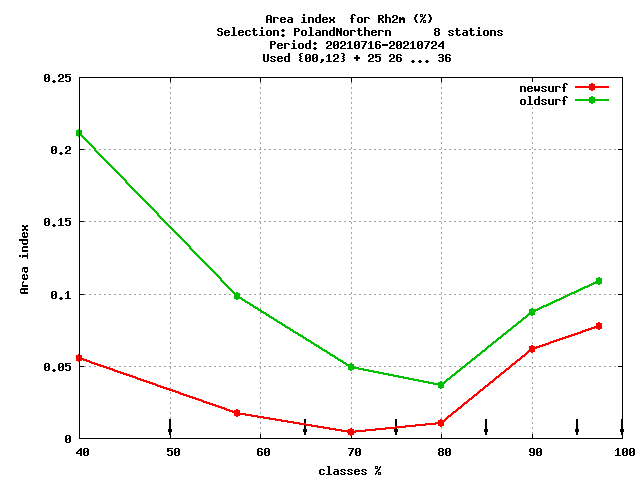 Area index  for Rh2m (%)
Selection: PolandNorthern      8 stations
Period: 20210716-20210724
Used {00,12} + 25 26 ... 36
newsurf
oldsurf
0.25
0.2
0.15
0.1
0.05
0
Area index
40 50 60 70 80 90 100
classes %